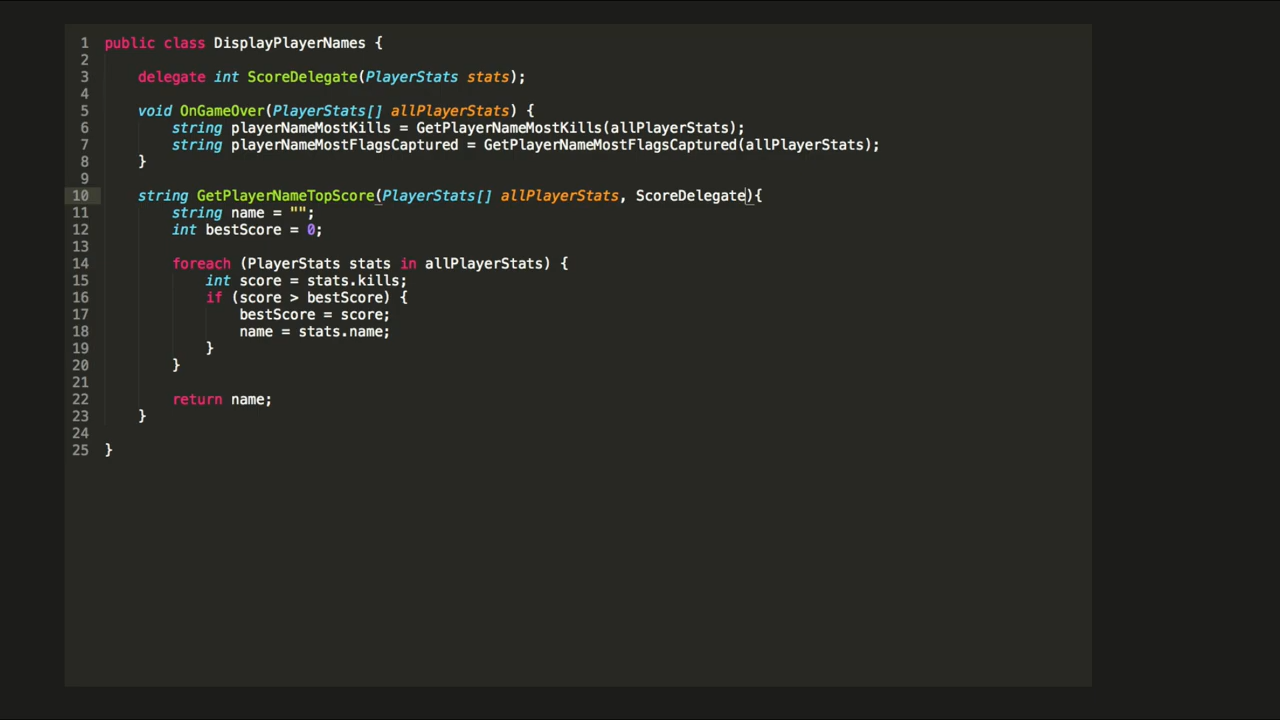 1 public class DisplayPlayerNames {
2
3 delegate int ScoreDelegate(PlayerStats stats);
4
5 void OnGameOver(PlayerStats[] allPlayerStats) {
6 string playerNameMostKills = GetPlayerNameMostKills(allPlayerStats);
7 string playerNameMostFlagsCaptured = GetPlayerNameMostFlagsCaptured(allPlayerStats);
8 }
9
10 string GetPlayerNameTopScore(PlayerStats[] allPlayerStats, ScoreDelegate){
11 string name = "";
12 int bestScore = 0;
13
14 foreach (PlayerStats stats in allPlayerStats) {
15 int score = stats.kills;
16 if (score > bestScore) {
17 bestScore = score;
18 name = stats.name;
19 }
20 }
21
22 return name;
23 }
24
25 }